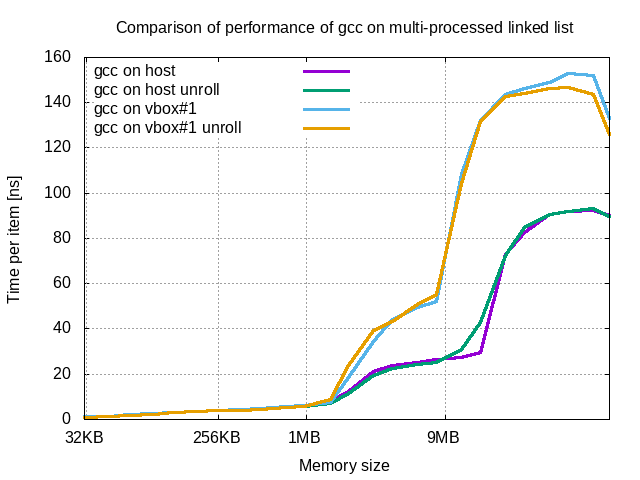 Comparison of performance of gcc on multi-processed linked list
160
140
120
100
80
60
40
20
0
Time per item [ns]
gcc on host
gcc on host unroll
gcc on vbox#1
gcc on vbox#1 unroll
32KB 256KB 1MB 9MB
Memory size